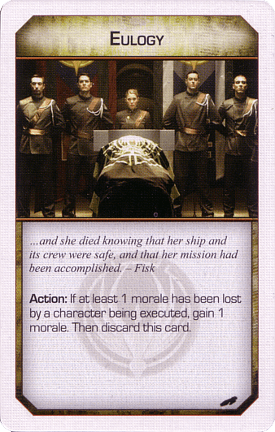 Eulogy
...and she died knowing that her ship and
its crew were safe, and that her mission had
been accomplished. – Fisk
Action: If at least 1 morale has been lost
by a character being executed, gain 1
morale. Then discard this card.